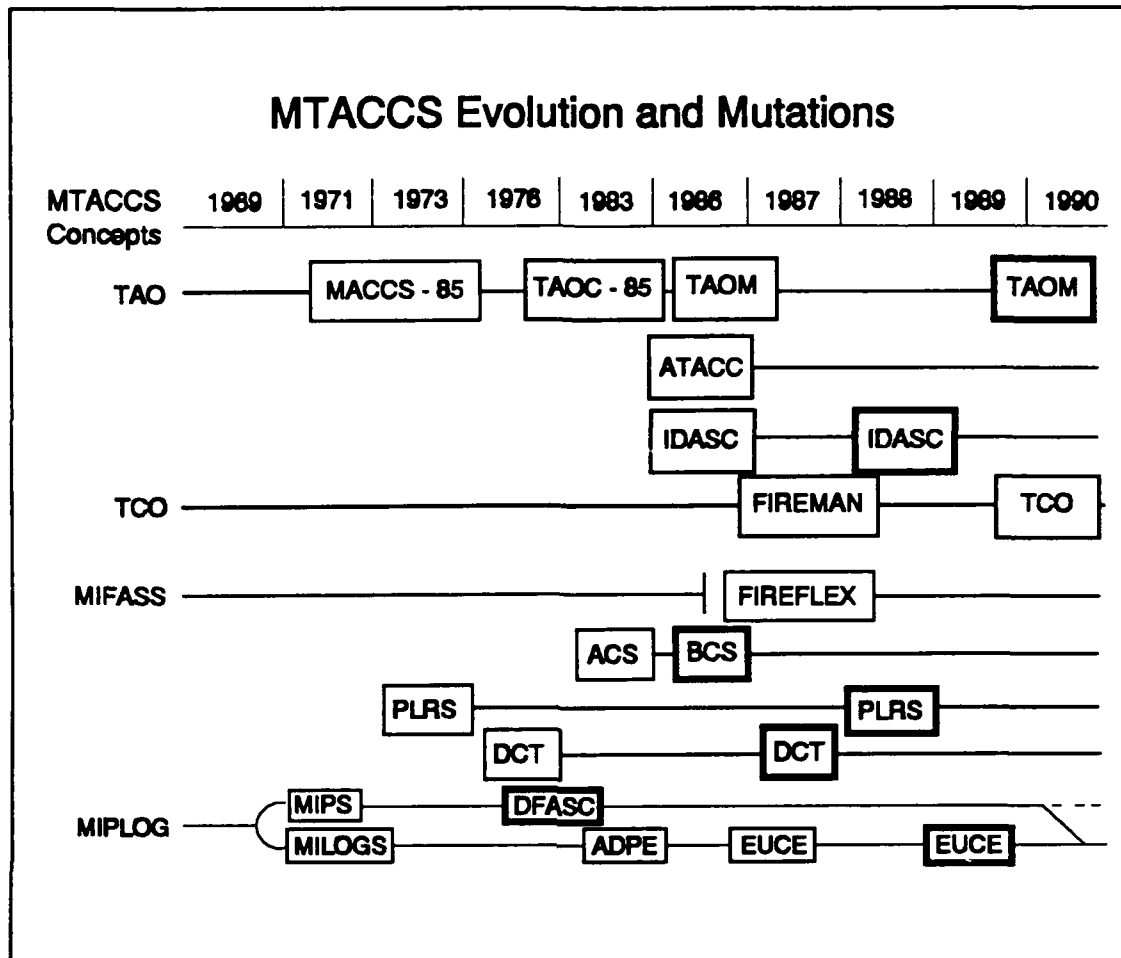 MTACCS Evolution and Mutations
MTACCS 1969 1971 1973 1976 1983 1986 1987 1988 1989 1990
Concepts
TAO MACCS - 85 TAOC - 85 TAOM TAOM
ATACC
IDASC IDASC
TCO FIREMAN TCO
MIFASS FIREFLEX
ACS BCS
PLRS PLRS
DCT DCT
MIPS DFASC
MIPLOG
MILOGS ADPE EUCE EUCE